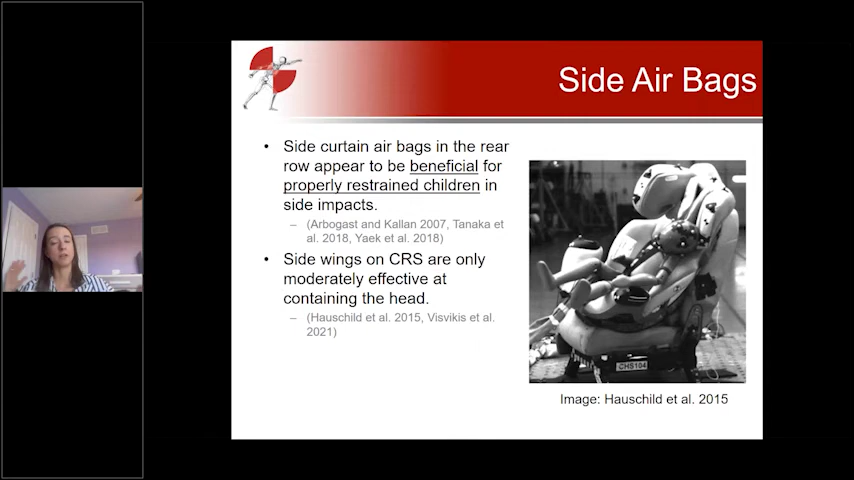 Side Air Bags
• Side curtain air bags in the rear
row appear to be beneficial for
properly restrained children in
side impacts.
– (Arbogast and Kallan 2007, Tanaka et
al. 2018, Yaek et al. 2018)
• Side wings on CRS are only
moderately effective at
containing the head.
– (Hauschild et al. 2015, Visvikis et al.
2021)
CHS104
Image: Hauschild et al. 2015